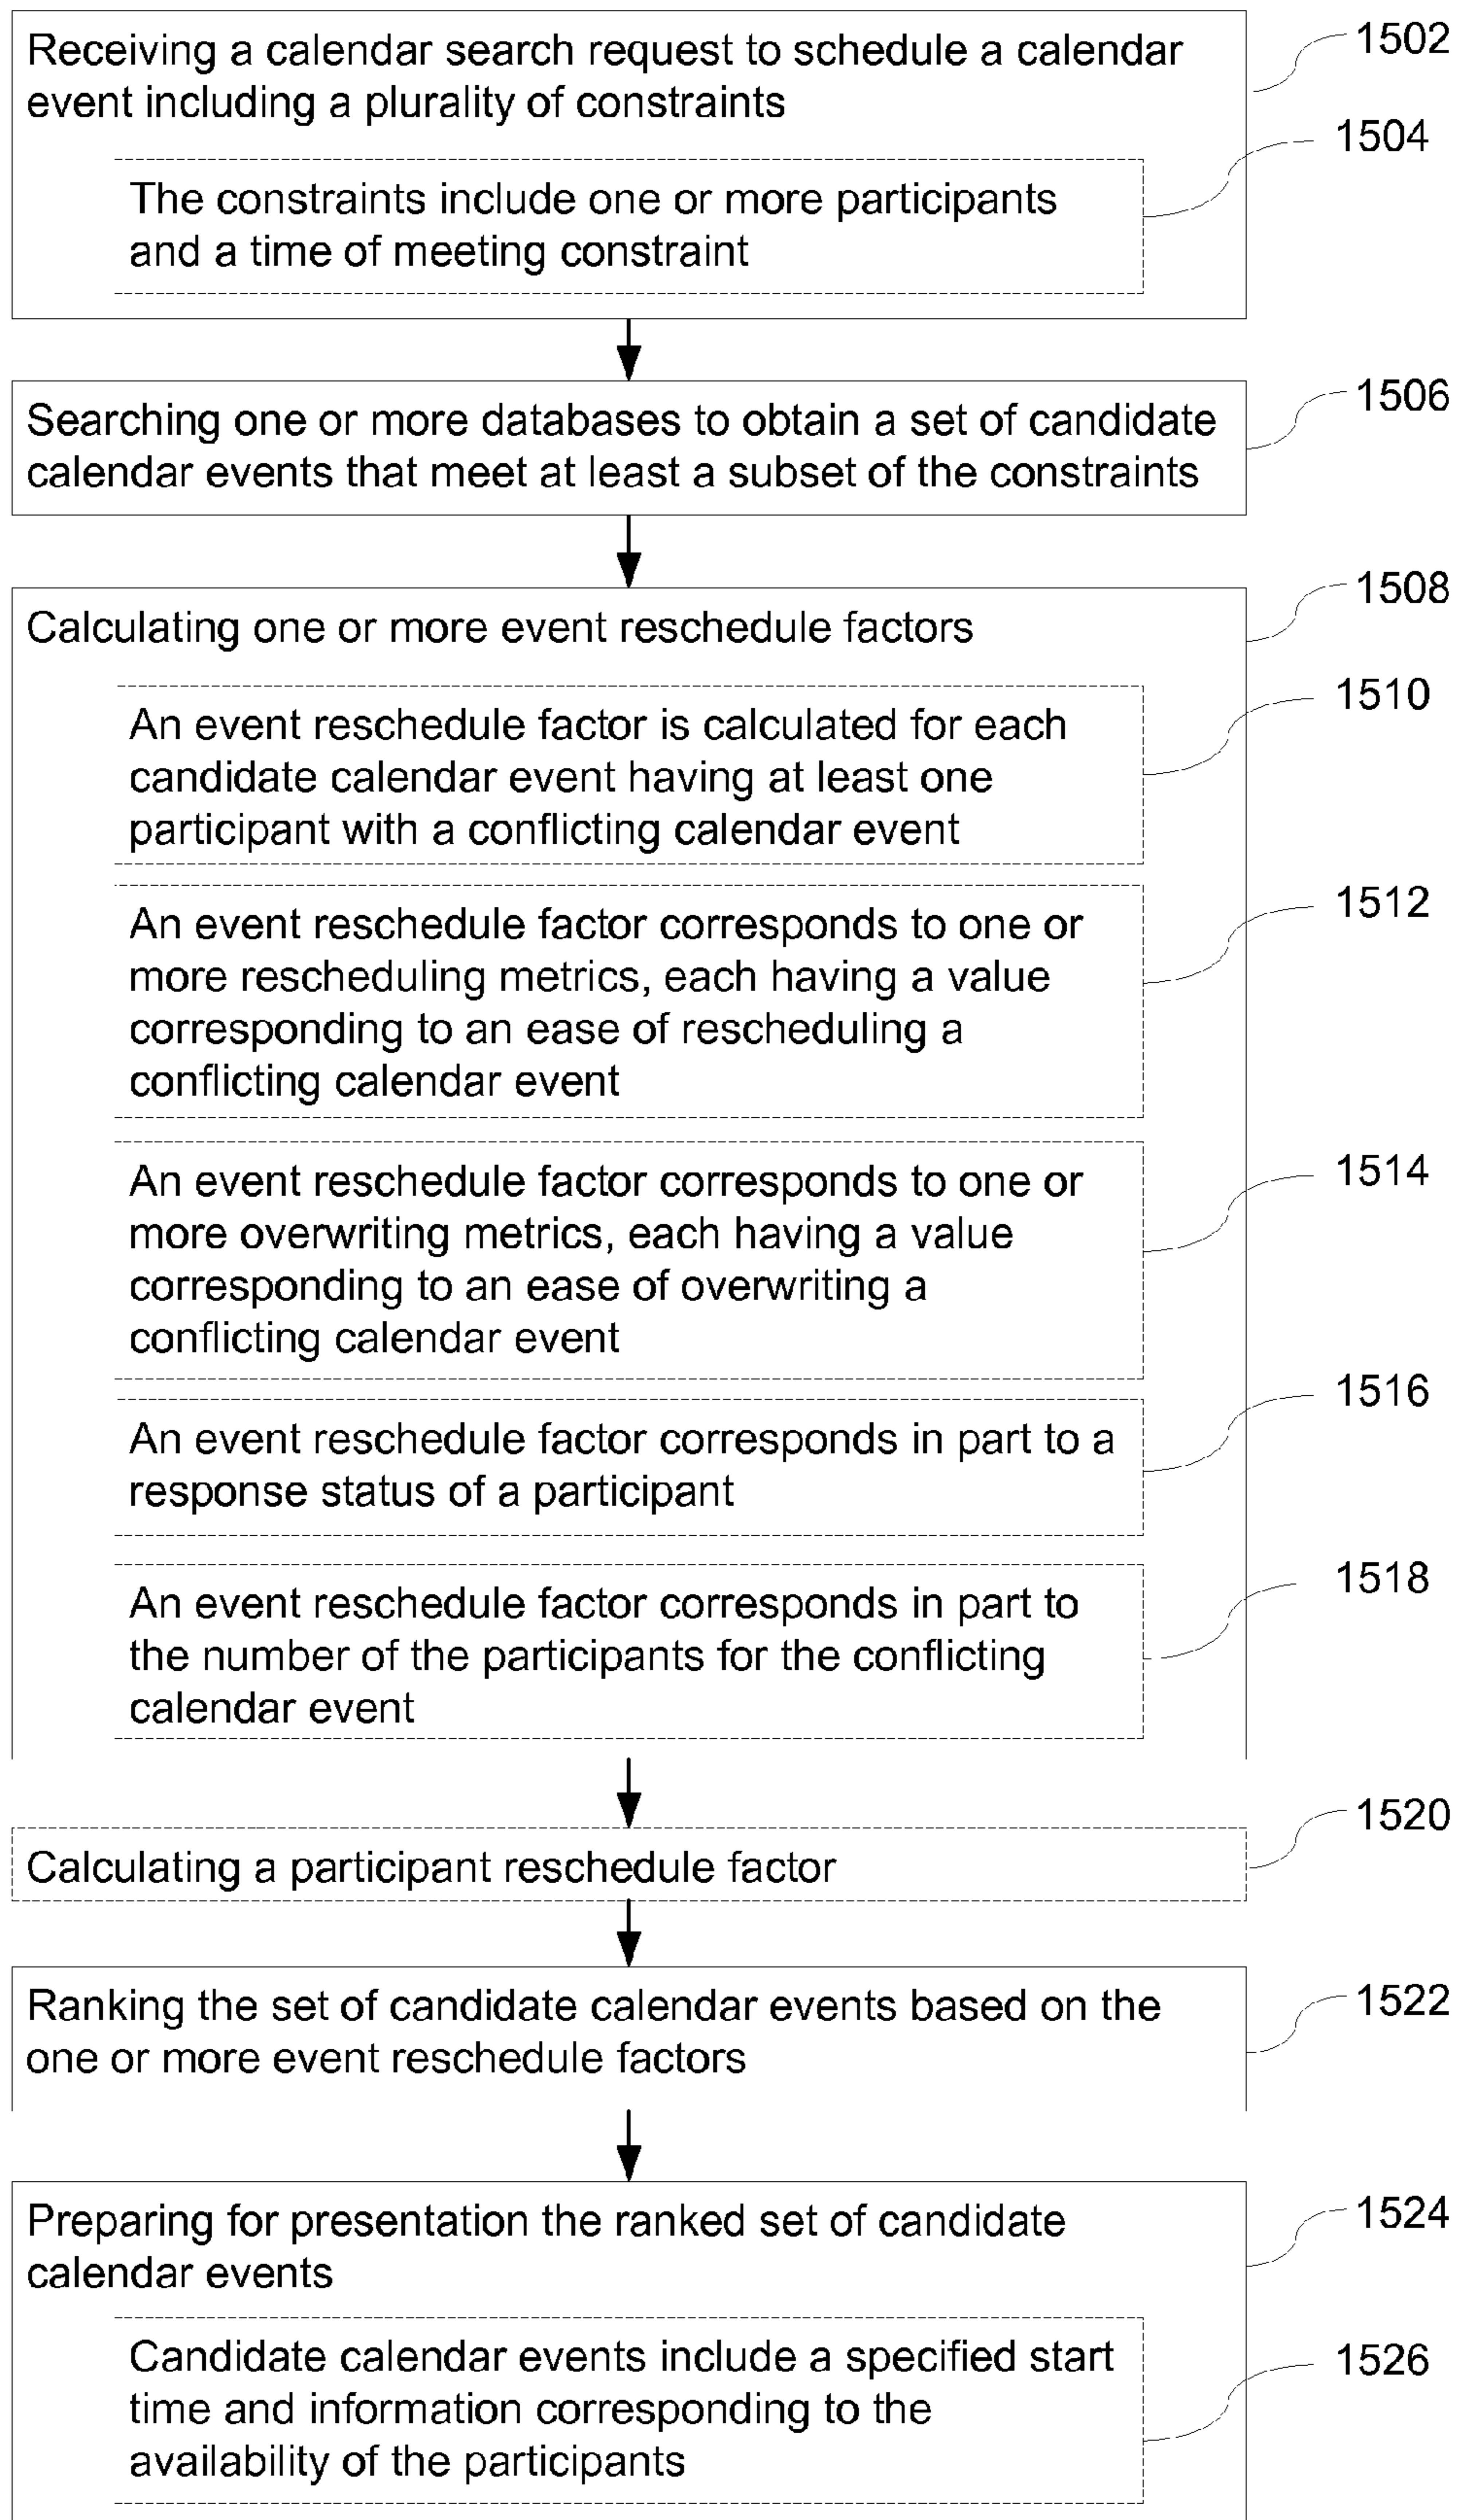 Receiving a calendar search request to schedule a calendar
event including a plurality of constraints
1502
The constraints include one or more participants
and a time of meeting constraint
1504
Searching one or more databases to obtain a set of candidate
calendar events that meet at least a subset of the constraints
1506
Calculating one or more event reschedule factors
1508
An event reschedule factor is calculated for each
candidate calendar event having at least one
participant with a conflicting calendar event
1510
An event reschedule factor corresponds to one or
more rescheduling metrics, each having a value
corresponding to an ease of rescheduling a
conflicting calendar event
1512
An event reschedule factor corresponds to one or
more overwriting metrics, each having a value
corresponding to an ease of overwriting a
conflicting calendar event
1514
An event reschedule factor corresponds in part to a
response status of a participant
1516
An event reschedule factor corresponds in part to
the number of the participants for the conflicting
calendar event
1518
Calculating a participant reschedule factor
1520
Ranking the set of candidate calendar events based on the
one or more event reschedule factors
1522
Preparing for presentation the ranked set of candidate
calendar events
1524
Candidate calendar events include a specified start
time and information corresponding to the
availability of the participants
1526